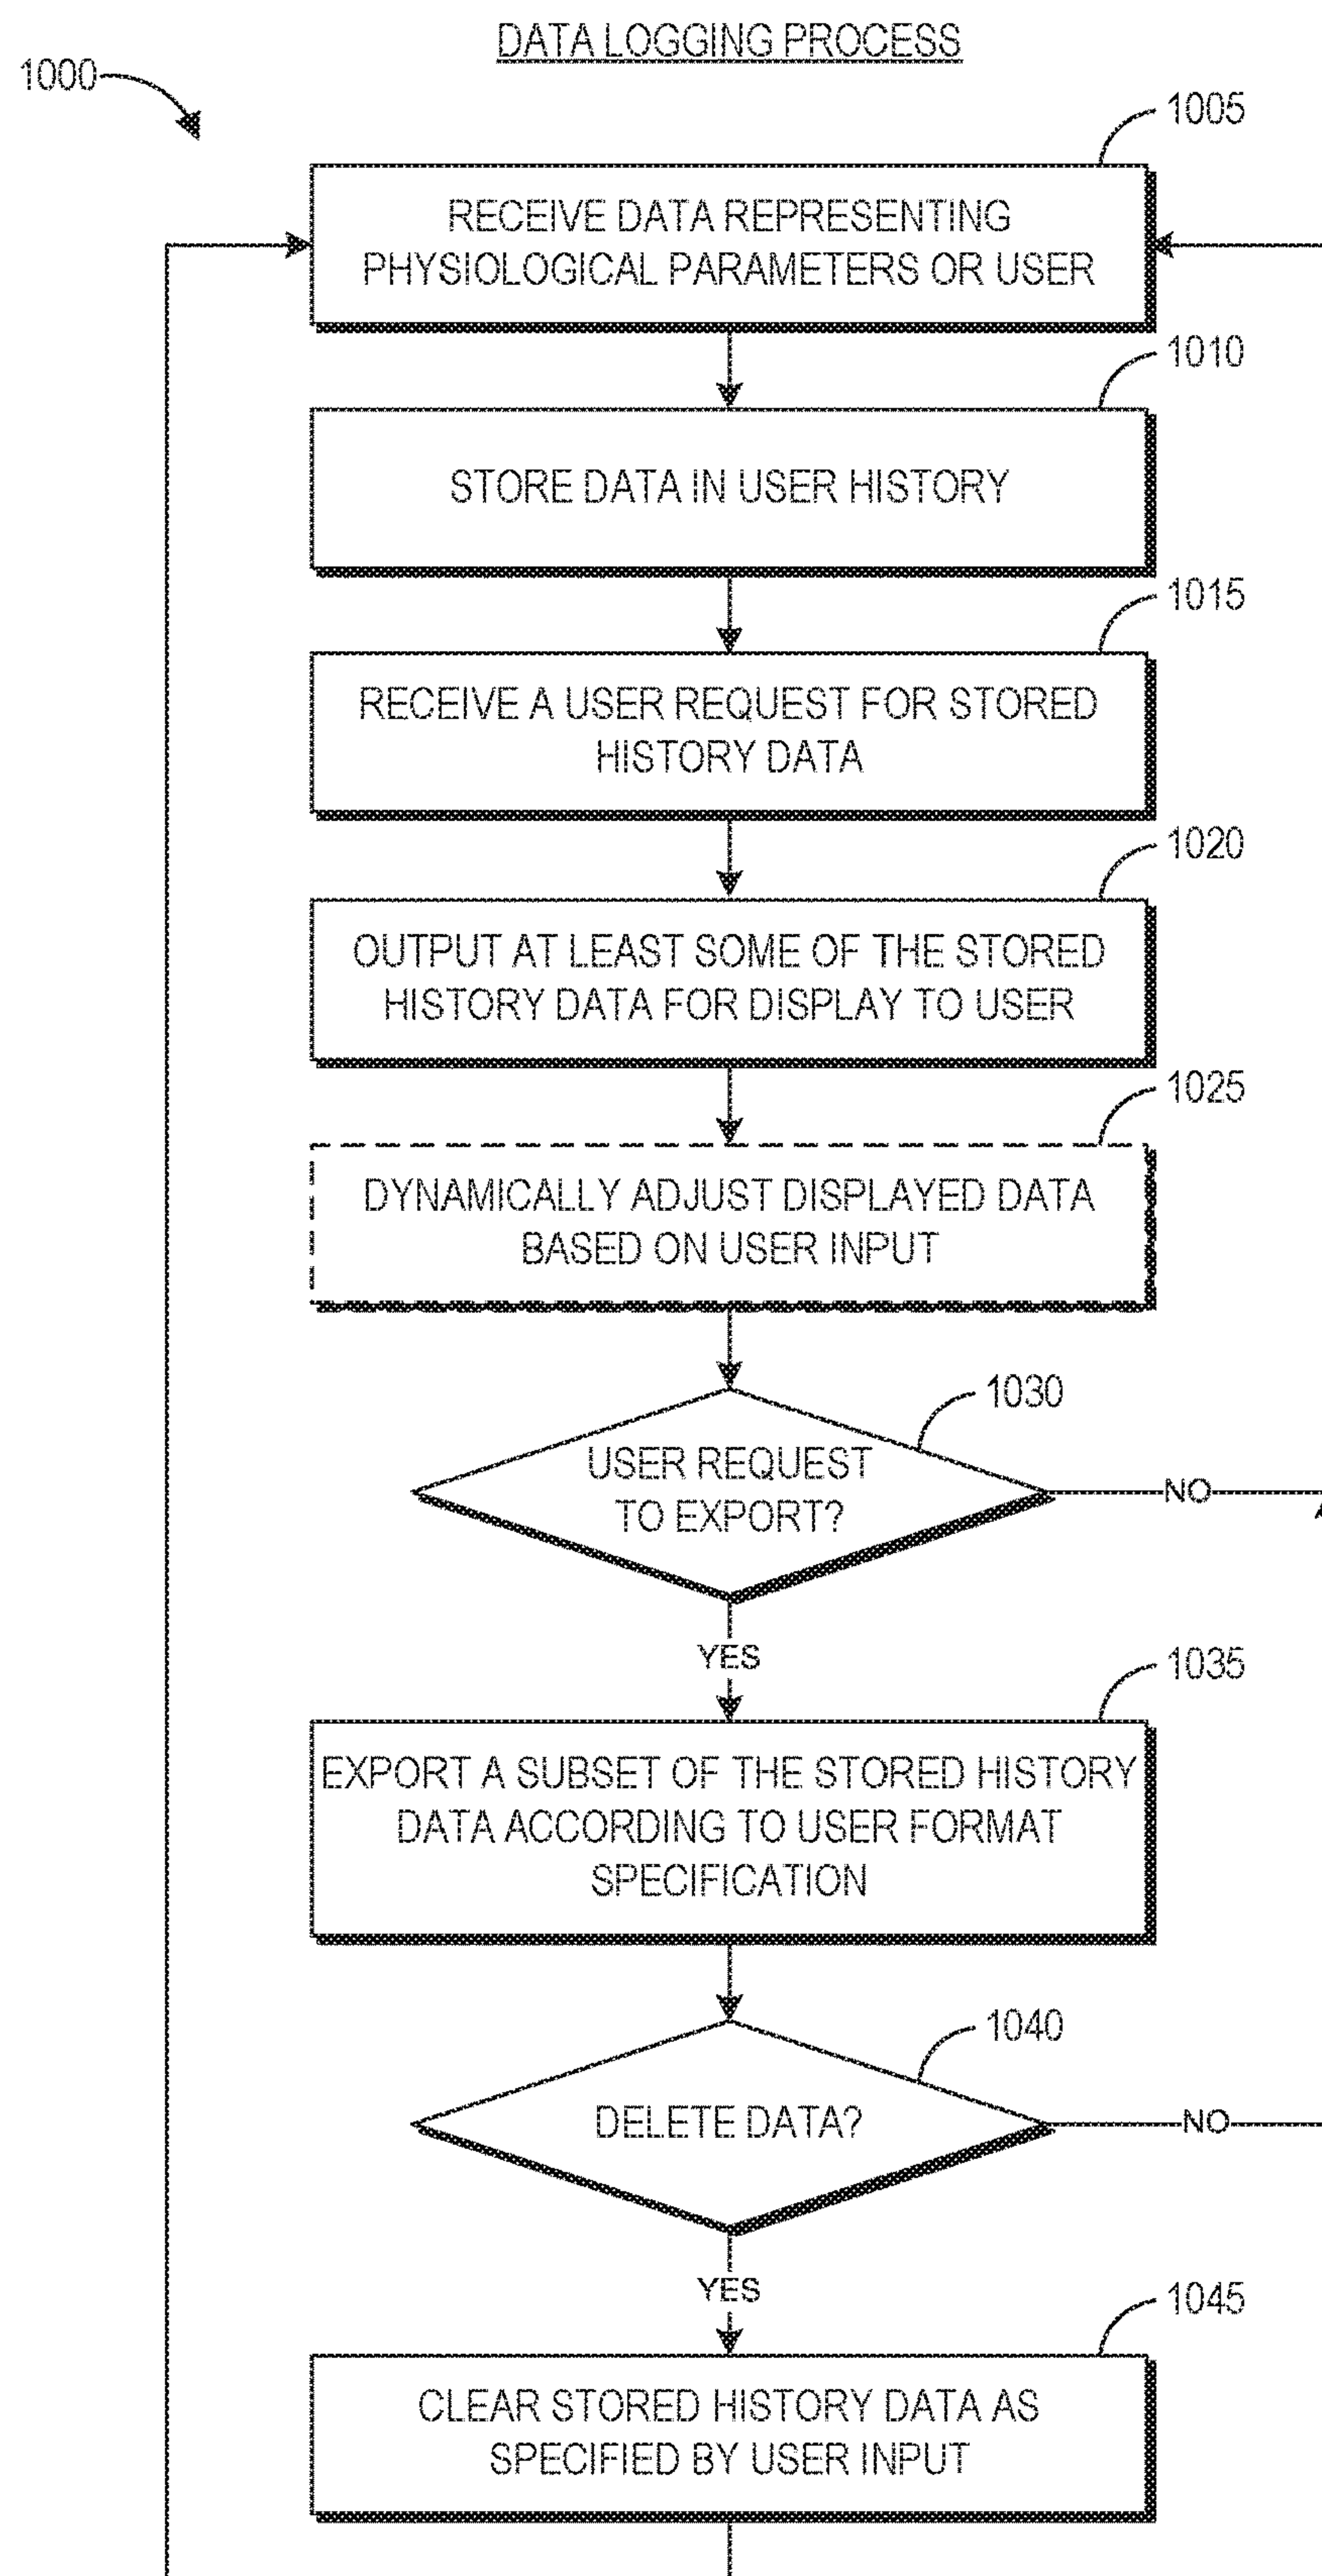 DATA LOGGING PROCESS
1000
1005
RECEIVE DATA REPRESENTING
PHYSIOLOGICAL PARAMETERS OR USER
1010
STORE DATA IN USER HISTORY
1015
RECEIVE A USER REQUEST FOR STORED
HISTORY DATA
1020
OUTPUT AT LEAST SOME OF THE STORED
HISTORY DATA FOR DISPLAY TO USER
1025
DYNAMICALLY ADJUST DISPLAYED DATA
BASED ON USER INPUT
1030
USER REQUEST
TO EXPORT?
NO
YES
1035
EXPORT A SUBSET OF THE STORED HISTORY
DATA ACCORDING TO USER FORMAT
SPECIFICATION
1040
DELETE DATA?
NO
YES
1045
CLEAR STORED HISTORY DATA AS
SPECIFIED BY USER INPUT